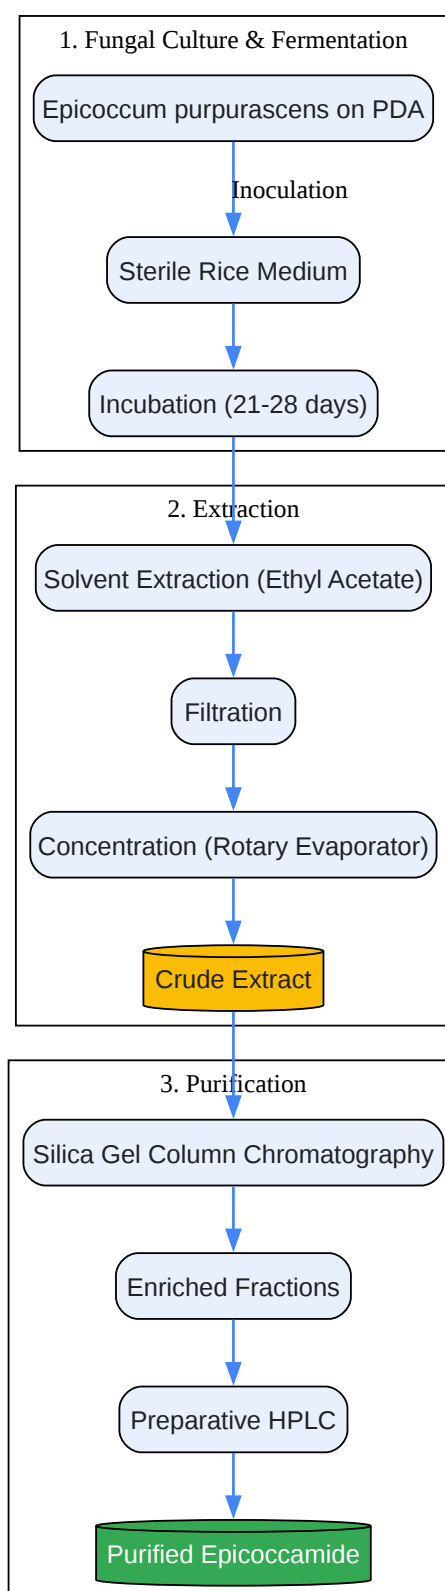 1. Fungal Culture & Fermentation
Epicoccum purpurascens on PDA
Inoculation
Sterile Rice Medium
Incubation (21-28 days)
2. Extraction
Solvent Extraction (Ethyl Acetate)
Filtration
Concentration (Rotary Evaporator)
Crude Extract
3. Purification
Silica Gel Column Chromatography
Enriched Fractions
Preparative HPLC
Purified Epicoccamide